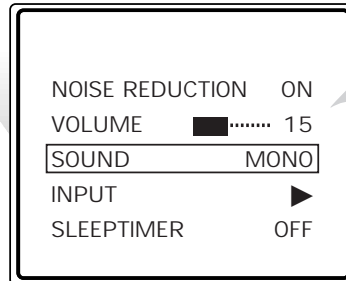 NOISE REDUCTION ON
VOLUME 15
SOUND MONO
INPUT
SLEEPTIMER OFF